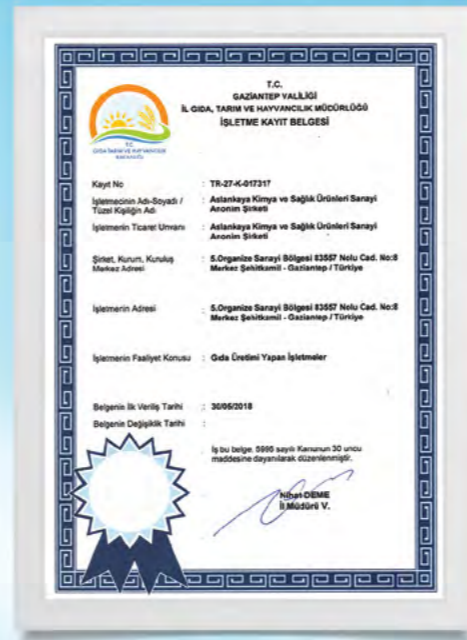 T.C.
GAZİANTEP VALİLİĞİ
İL GIDA, TARIM VE HAYVANCILIK MÜDÜRLÜĞÜ
İŞLETME KAYIT BELGESİ
T.C.
GIDA TARIM VE HAYVANCILIK
BAKANLIĞI
Kayıt No : TR-27-K-017317
İşletmecinin Adı-Soyadı / : Aslankaya Kimya ve Sağlık Ürünleri Sanayi
Tüzel Kişiliğin Adı Anonim Şirketi
İşletmenin Ticaret Unvanı : Aslankaya Kimya ve Sağlık Ürünleri Sanayi
Anonim Şirketi
Şirket, Kurum, Kuruluş : 5.Organize Sanayi Bölgesi 83557 Nolu Cad. No:8
Merkez Adresi Merkez Şehitkamil - Gaziantep / Türkiye
İşletmenin Adresi : 5.Organize Sanayi Bölgesi 83557 Nolu Cad. No:8
Merkez Şehitkamil - Gaziantep / Türkiye
İşletmenin Faaliyet Konusu : Gıda Üretimi Yapan İşletmeler
Belgenin İlk Veriliş Tarihi : 30/05/2018
Belgenin Değişiklik Tarihi :
İş bu belge, 5996 sayılı Kanunun 30 uncu
maddesine dayanılarak düzenlenmiştir.
Nihat DEME
İl Müdürü V.